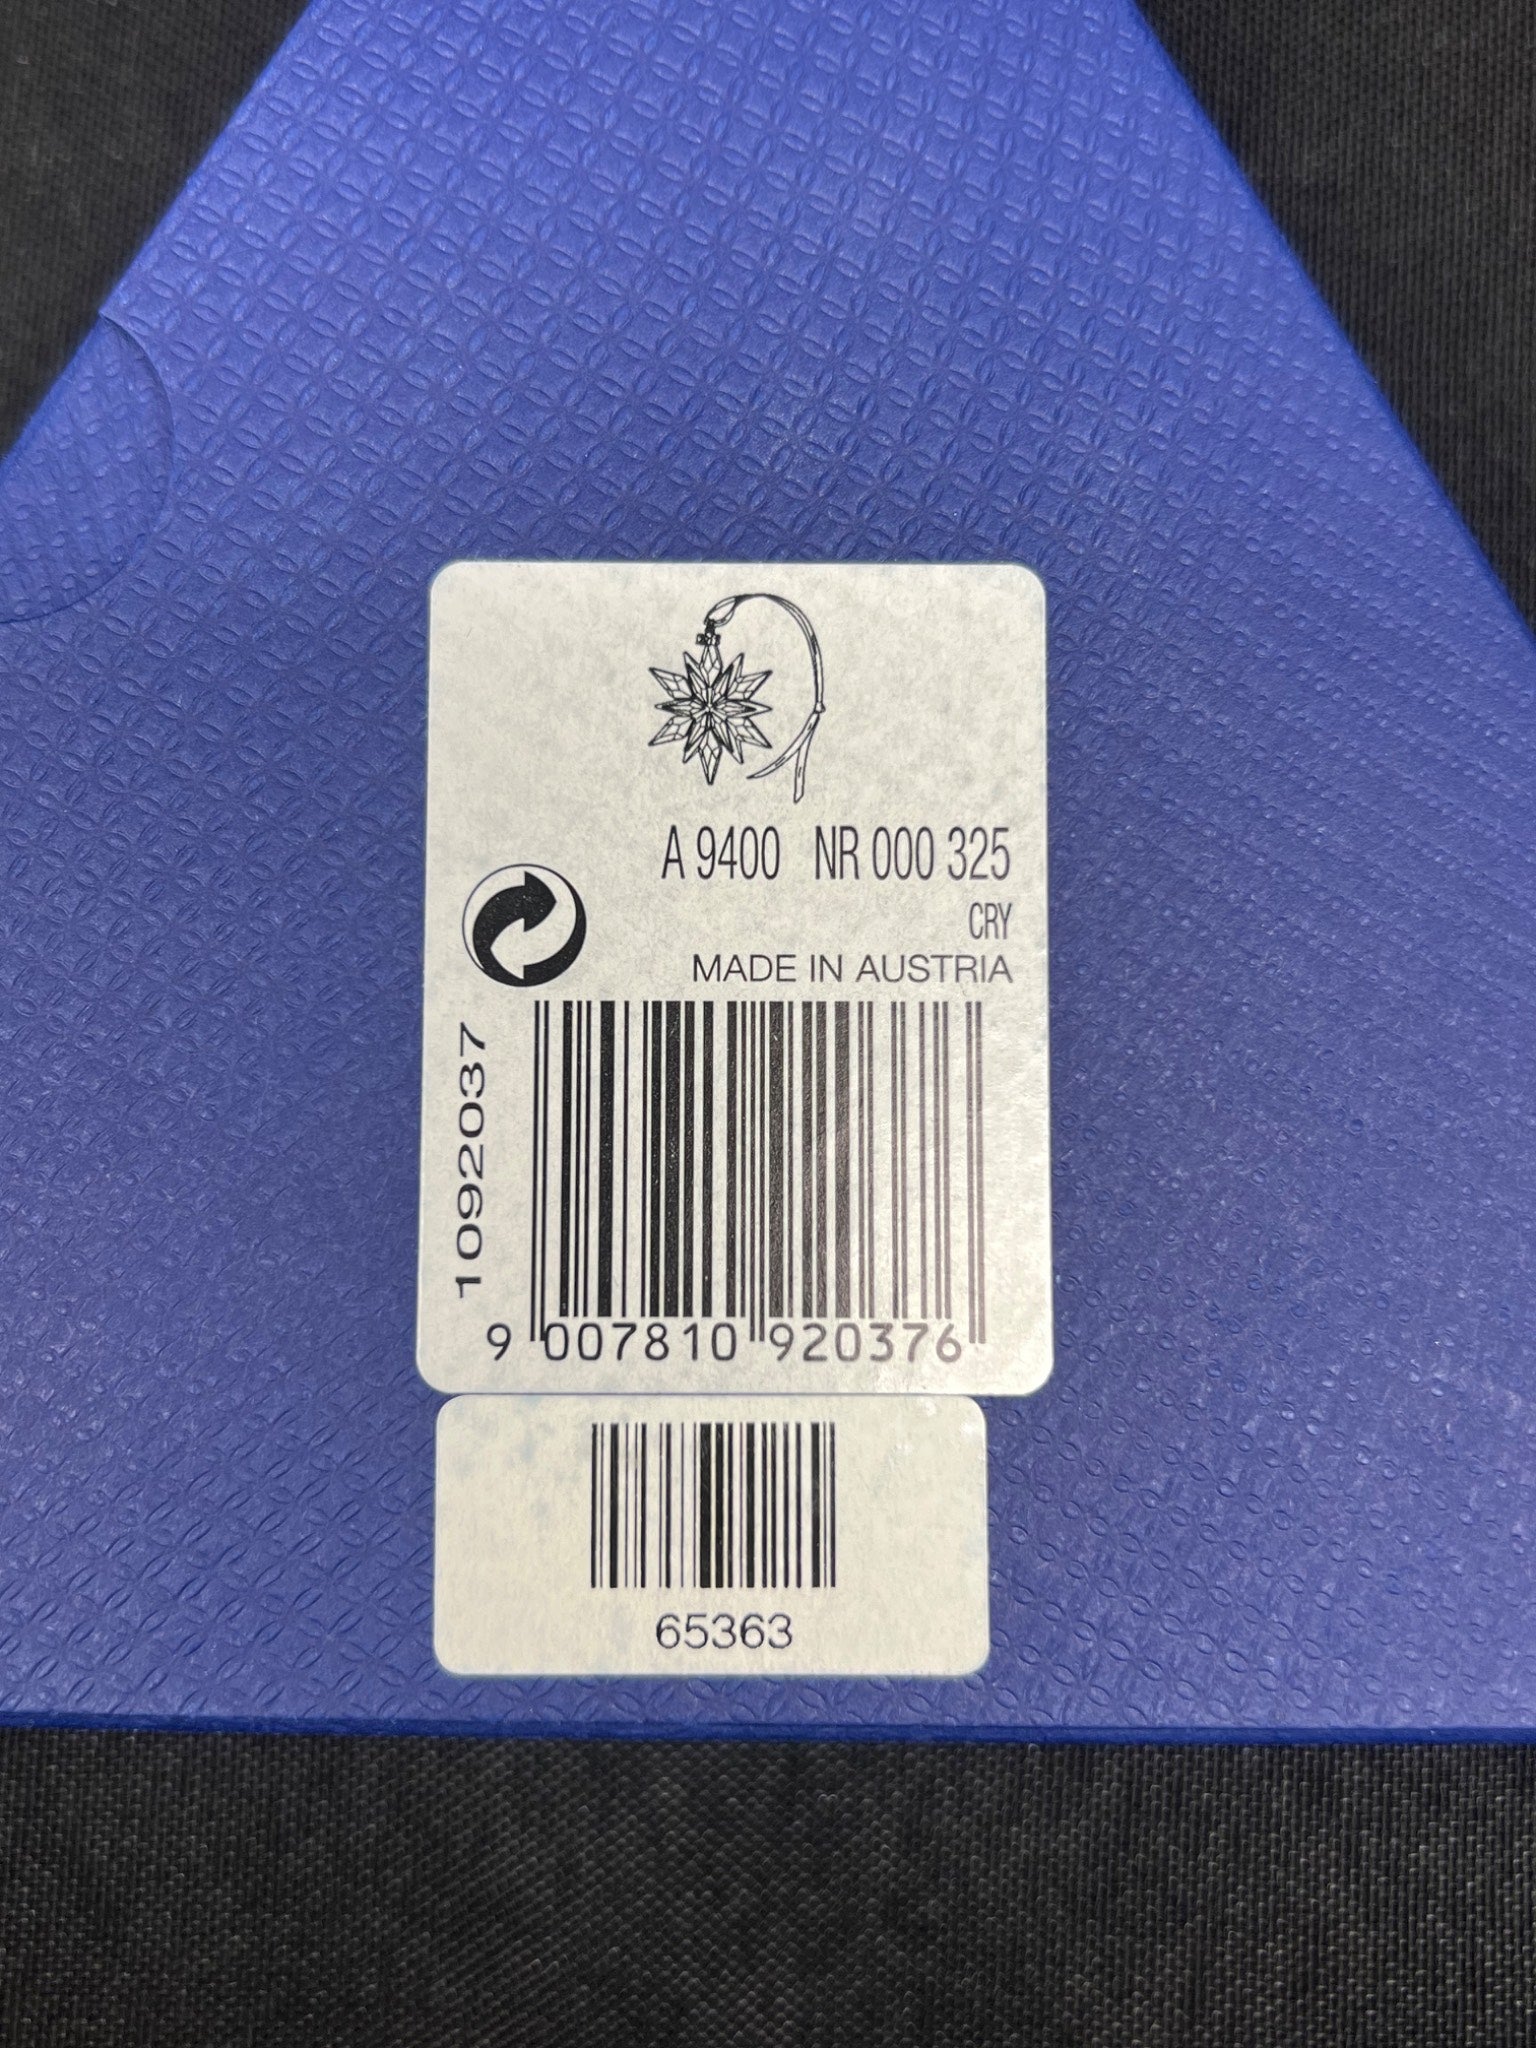 A 9400 NR 000 325
CRY
MADE IN AUSTRIA
1092037
9 007810 920376
65363